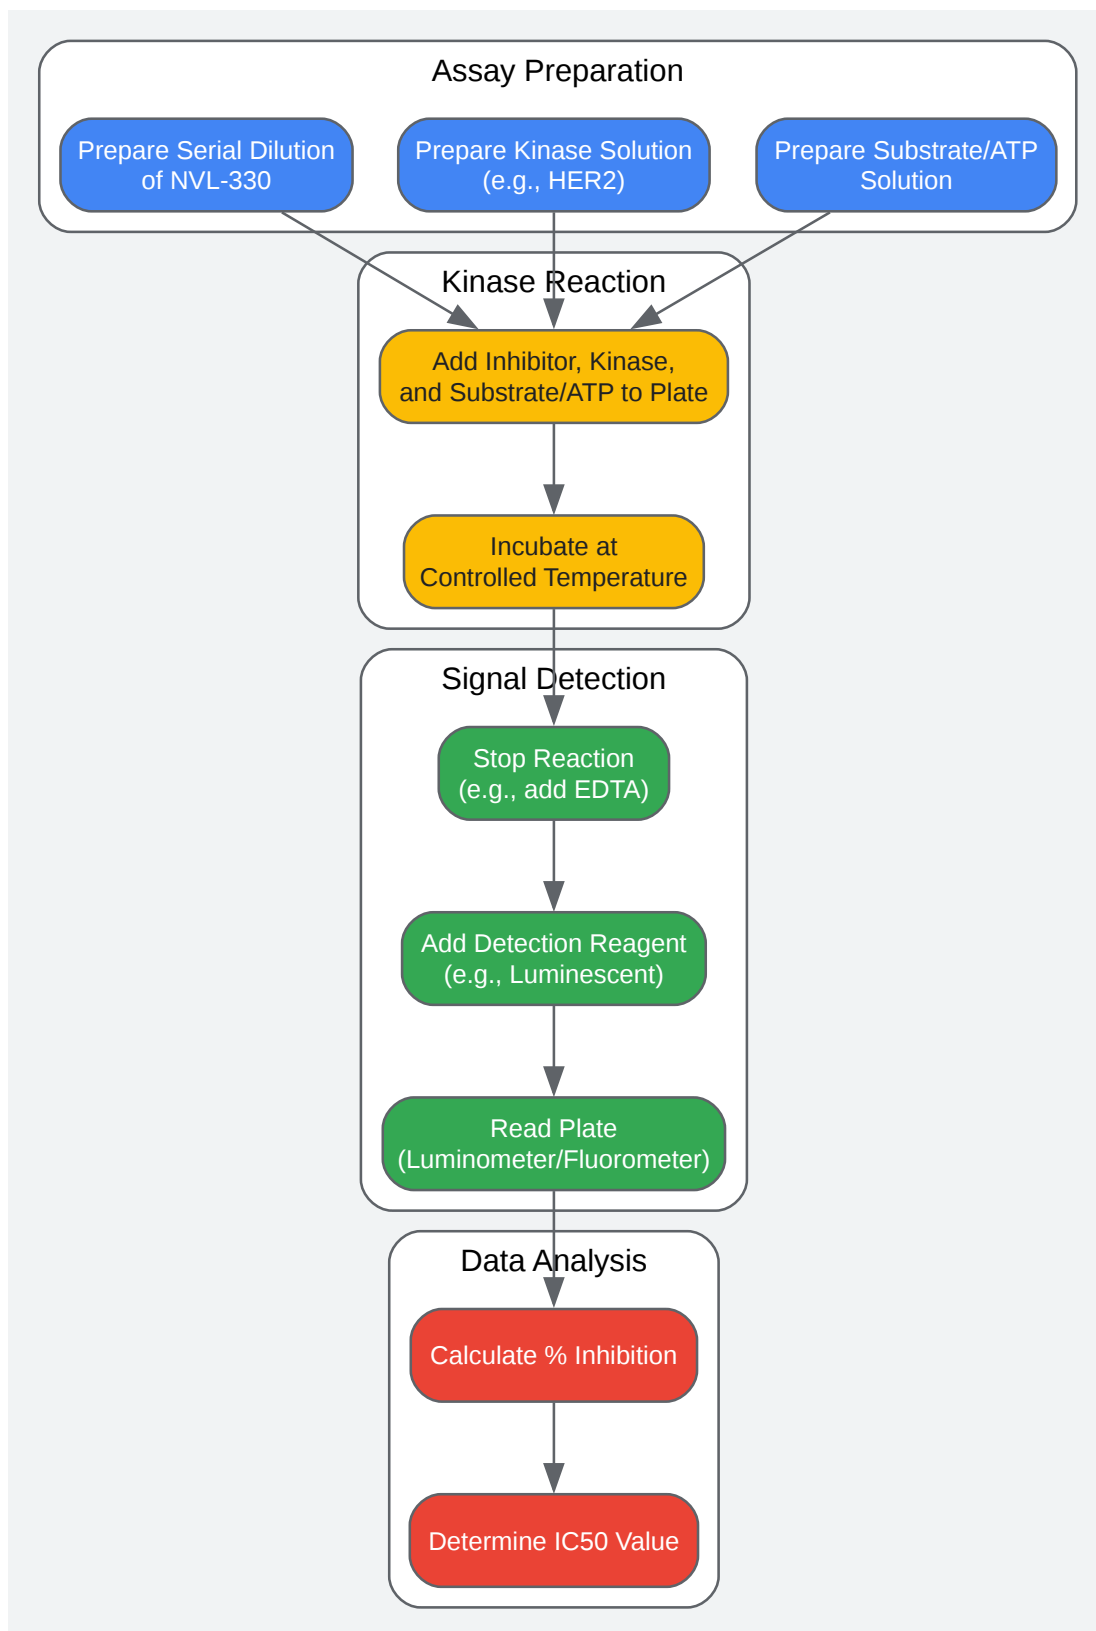 Assay Preparation
Prepare Serial Dilution
of NVL-330
Prepare Kinase Solution
(e.g., HER2)
Prepare Substrate/ATP
Solution
Kinase Reaction
Add Inhibitor, Kinase,
and Substrate/ATP to Plate
Incubate at
Controlled Temperature
Signal Detection
Stop Reaction
(e.g., add EDTA)
Add Detection Reagent
(e.g., Luminescent)
Read Plate
(Luminometer/Fluorometer)
Data Analysis
Calculate % Inhibition
Determine IC50 Value